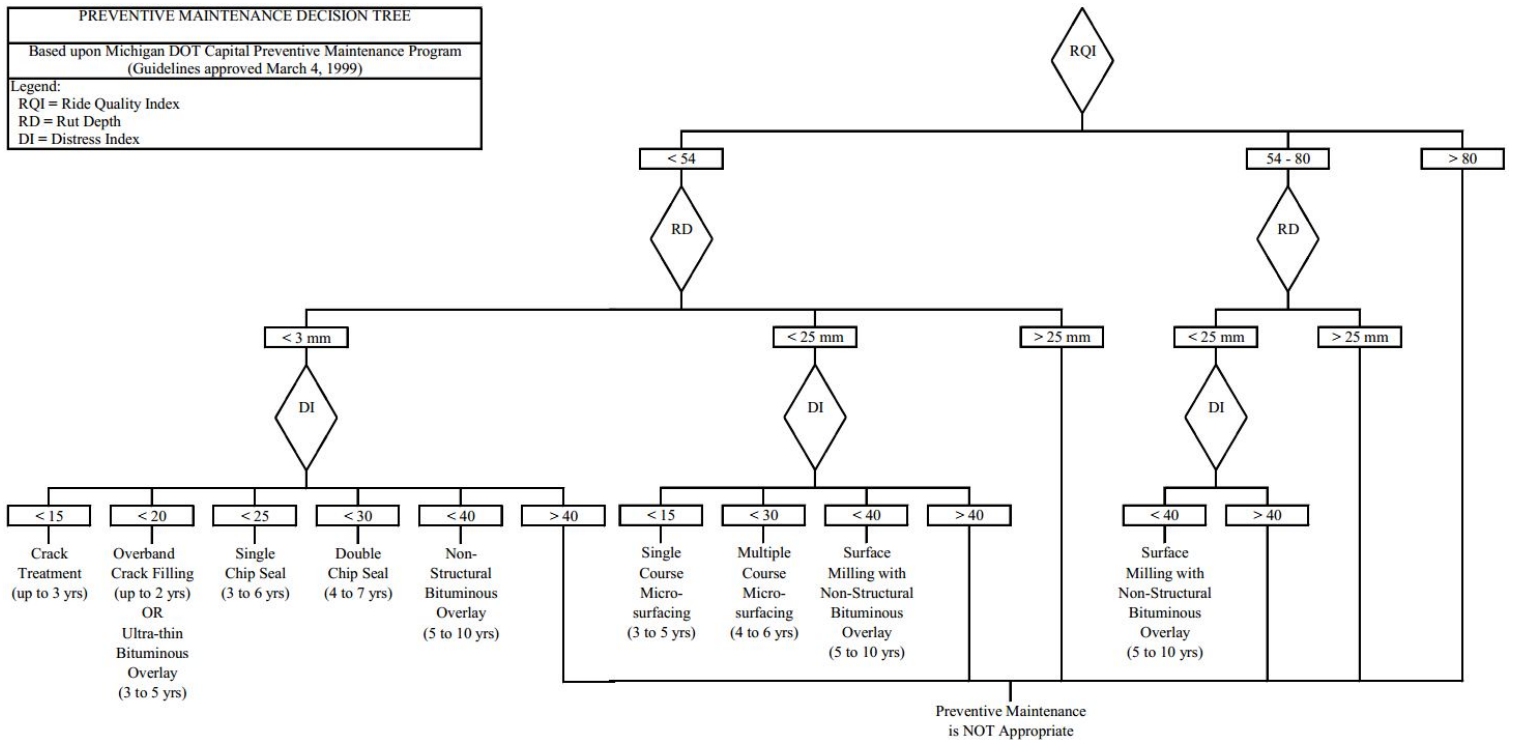 PREVENTIVE MAINTENANCE DECISION TREE
Based upon Michigan DOT Capital Preventive Maintenance Program
(Guidelines approved March 4, 1999)
Legend:
RQI = Ride Quality Index
RD = Rut Depth
DI = Distress Index
RQI
< 54
54 - 80
> 80
RD
RD
< 3 mm
< 25 mm
> 25 mm
< 25 mm
> 25 mm
DI
DI
DI
< 15
< 20
< 25
< 30
< 40
> 40
< 15
< 30
< 40
> 40
< 40
> 40
Crack
Treatment
(up to 3 yrs)
Overband
Crack Filling
(up to 2 yrs)
OR
Ultra-thin
Bituminous
Overlay
(3 to 5 yrs)
Single
Chip Seal
(3 to 6 yrs)
Double
Chip Seal
(4 to 7 yrs)
Non-
Structural
Bituminous
Overlay
(5 to 10 yrs)
Single
Course
Micro-
surfacing
(3 to 5 yrs)
Multiple
Course
Micro-
surfacing
(4 to 6 yrs)
Surface
Milling with
Non-Structural
Bituminous
Overlay
(5 to 10 yrs)
Surface
Milling with
Non-Structural
Bituminous
Overlay
(5 to 10 yrs)
Preventive Maintenance
is NOT Appropriate